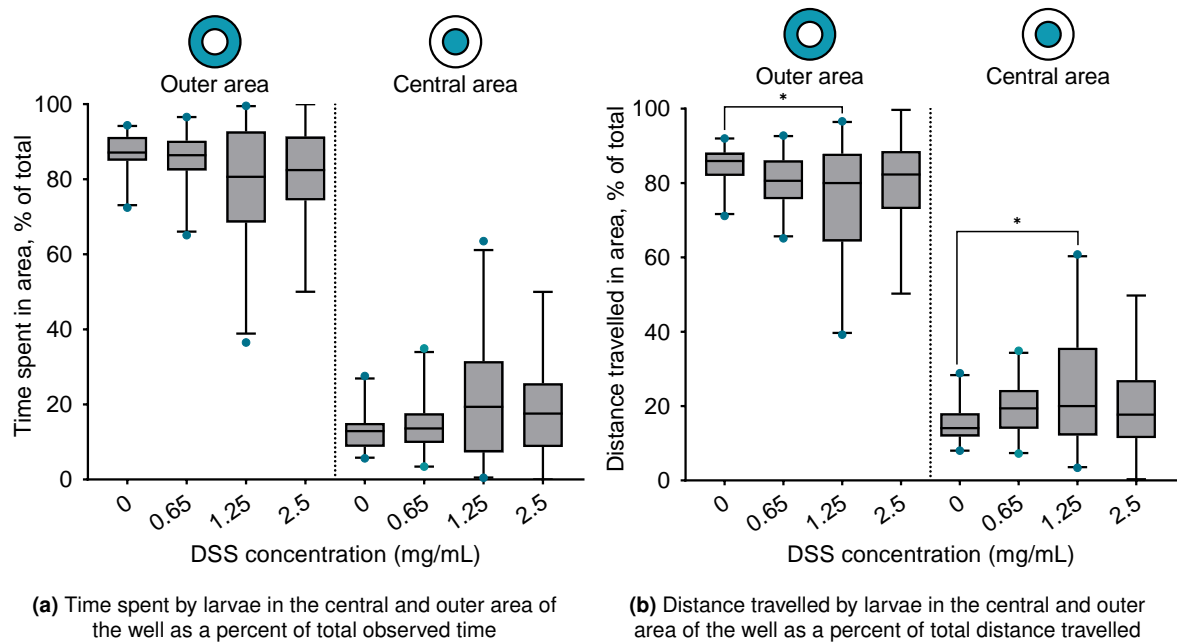 Outer area
Central area
Time spent in area, % of total
100
80
60
40
20
0
0
0.65
1.25
2.5
0
0.65
1.25
2.5
DSS concentration (mg/mL)
(a) Time spent by larvae in the central and outer area of
the well as a percent of total observed time
Outer area
Central area
Distance travelled in area, % of total
100
80
60
40
20
0
*
*
0
0.65
1.25
2.5
0
0.65
1.25
2.5
DSS concentration (mg/mL)
(b) Distance travelled by larvae in the central and outer
area of the well as a percent of total distance travelled